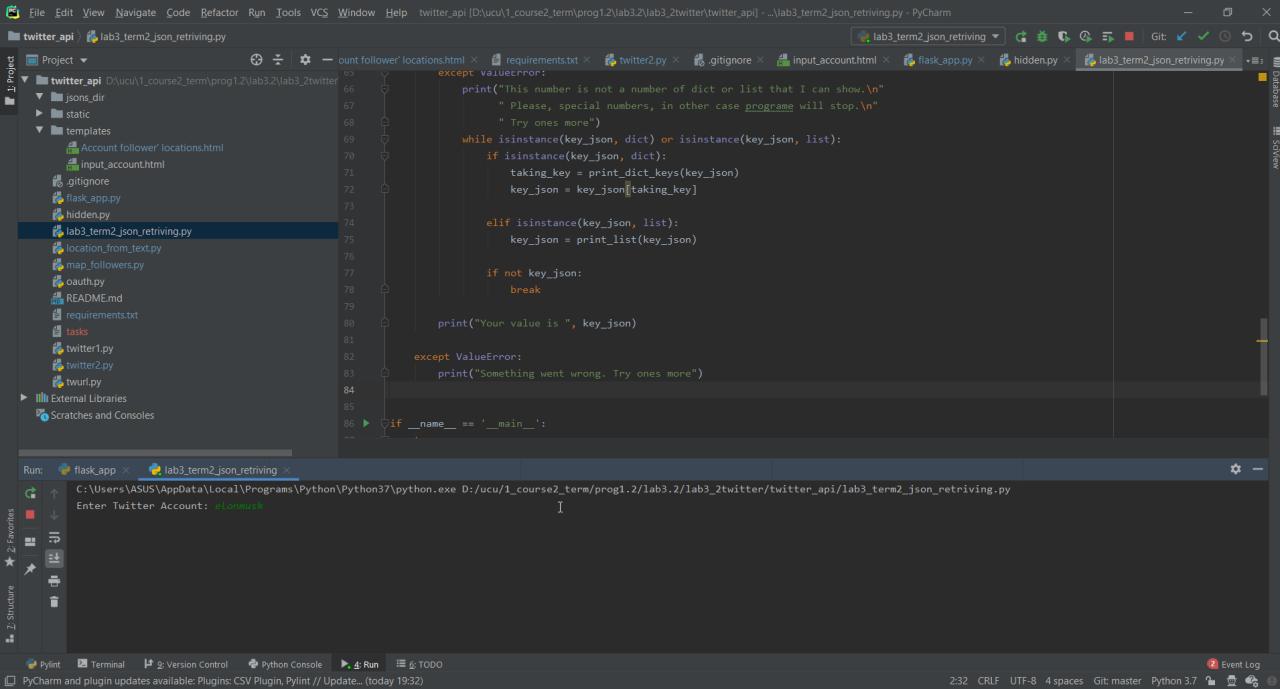 File Edit View Navigate Code Refactor Run Tools VCS Window Help twitter_api [D:\ucu\1_course2_term\prog1.2\lab3.2\lab3_2twitter\twitter_api] - ...\lab3_term2_json_retriving.py - PyCharm
twitter_api lab3_term2_json_retriving.py lab3_term2_json_retriving Git:
Project ount follower' locations.html requirements.txt twitter2.py .gitignore input_account.html flask_app.py hidden.py lab3_term2_json_retriving.py
1: Project
Database
SciView
twitter_api D:\ucu\1_course2_term\prog1.2\lab3.2\lab3_2twitter
jsons_dir
static
templates
Account follower' locations.html
input_account.html
.gitignore
flask_app.py
hidden.py
lab3_term2_json_retriving.py
location_from_text.py
map_followers.py
oauth.py
README.md
requirements.txt
tasks
twitter1.py
twitter2.py
twurl.py
External Libraries
Scratches and Consoles
65 except ValueError:
66 print("This number is not a number of dict or list that I can show.\n"
67 " Please, special numbers, in other case programe will stop.\n"
68 " Try ones more")
69 while isinstance(key_json, dict) or isinstance(key_json, list):
70 if isinstance(key_json, dict):
71 taking_key = print_dict_keys(key_json)
72 key_json = key_json[taking_key]
73
74 elif isinstance(key_json, list):
75 key_json = print_list(key_json)
76
77 if not key_json:
78 break
79
80 print("Your value is ", key_json)
81
82 except ValueError:
83 print("Something went wrong. Try ones more")
84
85
86 if __name__ == '__main__':
Run: flask_app lab3_term2_json_retriving
C:\Users\ASUS\AppData\Local\Programs\Python\Python37\python.exe D:/ucu/1_course2_term/prog1.2/lab3.2/lab3_2twitter/twitter_api/lab3_term2_json_retriving.py
Enter Twitter Account: elonmusk
2: Favorites
7: Structure
Pylint Terminal 9: Version Control Python Console 4: Run 6: TODO 2 Event Log
PyCharm and plugin updates available: Plugins: CSV Plugin, Pylint // Update... (today 19:32) 2:32 CRLF UTF-8 4 spaces Git: master Python 3.7